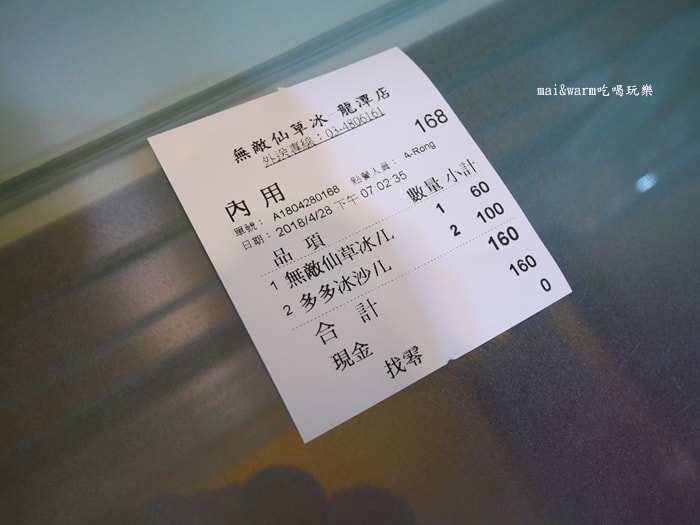 mai&warm吃喝玩樂
無敵仙草冰 龍潭店
外送專線：03-4806161
內用 168
單號： A1804280168 點餐人員： A-Rong
日期： 2018/4/28 下午 07:02:35
品 項 數量 小計
1 無敵仙草冰/L 1 60
2 多多冰沙/L 2 100
合 計 160
現金 160
找零 0